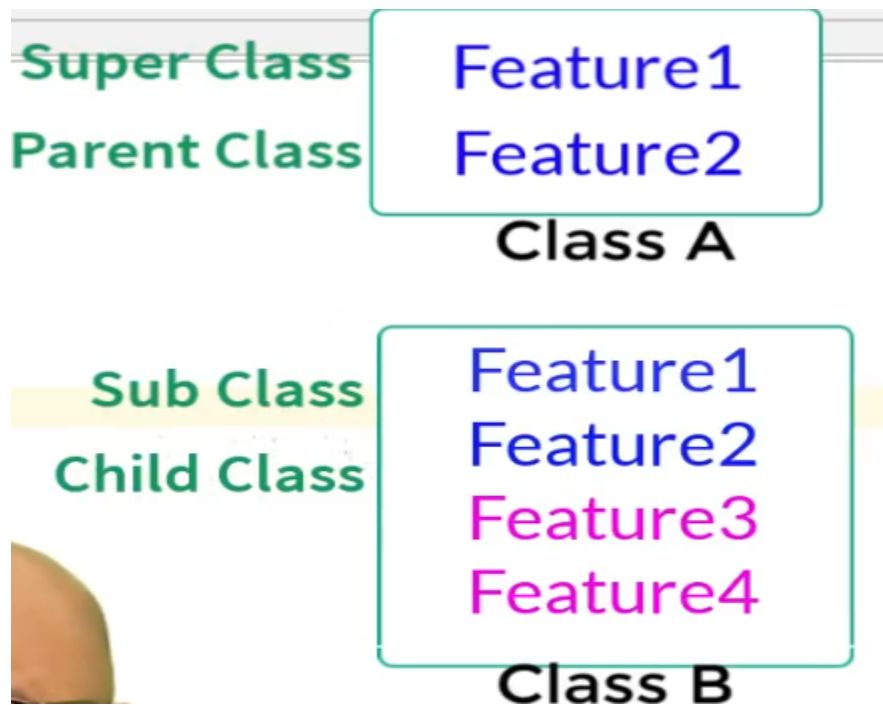 Super Class
Feature1
Parent Class
Feature2
Class A
Sub Class
Feature1
Feature2
Child Class
Feature3
Feature4
Class B